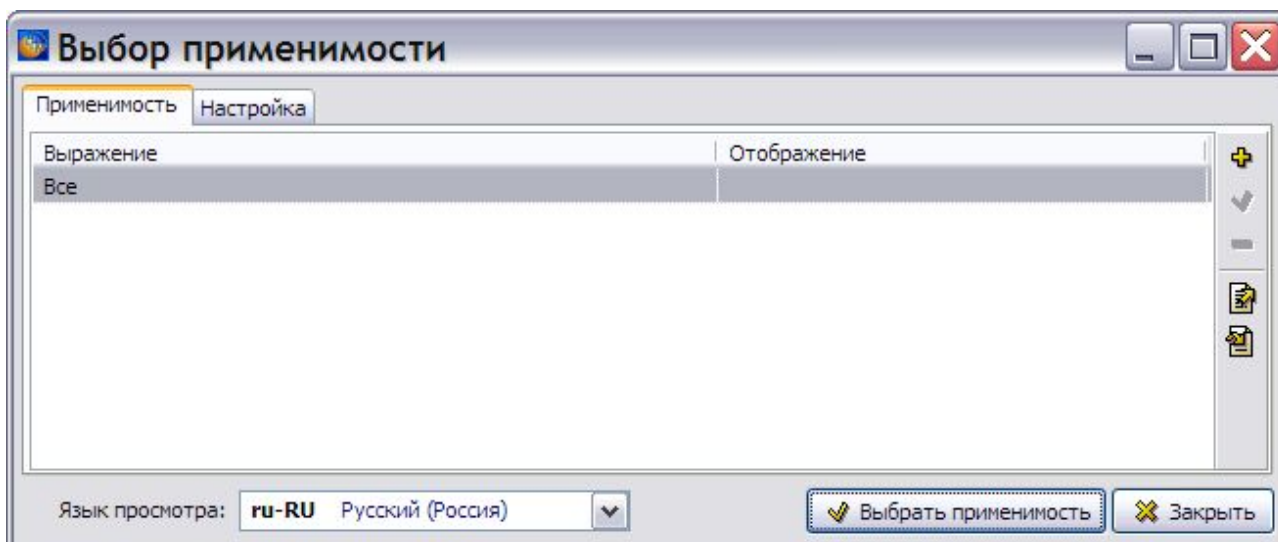 Выбор применимости
Применимость Настройка
Выражение Отображение
Все
Язык просмотра: ru-RU Русский (Россия) Выбрать применимость Закрыть